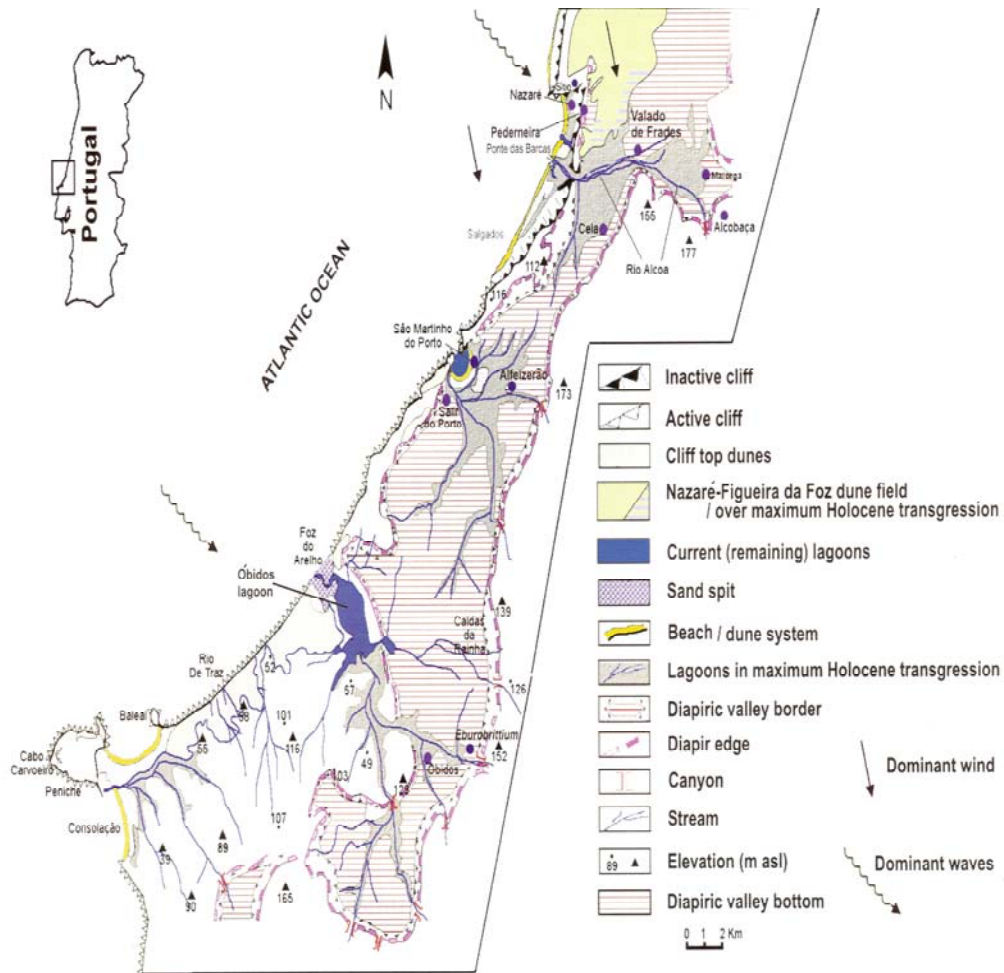 Portugal
N
ATLANTIC OCEAN
Nazaré
Sítio
Pederneira
Ponte das Barcas
Valado
de Frades
Maiorga
Alcobaça
Cela
Rio Alcoa
166
177
Salgados
112
116
São Martinho
do Porto
Alfeizerão
173
Salir
do Porto
Foz
do
Arelho
Óbidos
lagoon
139
Caldas
da
Rainha
126
Rio
De Traz
52
57
68
101
116
55
Baleal
Cabo
Carvoeiro
Peniche
Eburobrittium
152
Óbidos
49
103
128
Consolação
107
89
39
90
165
Inactive cliff
Active cliff
Cliff top dunes
Nazaré-Figueira da Foz dune field
/ over maximum Holocene transgression
Current (remaining) lagoons
Sand spit
Beach / dune system
Lagoons in maximum Holocene transgression
Diapiric valley border
Diapir edge
Canyon
Stream
89
Elevation (m asl)
Diapiric valley bottom
Dominant wind
Dominant waves
0 1 2 Km